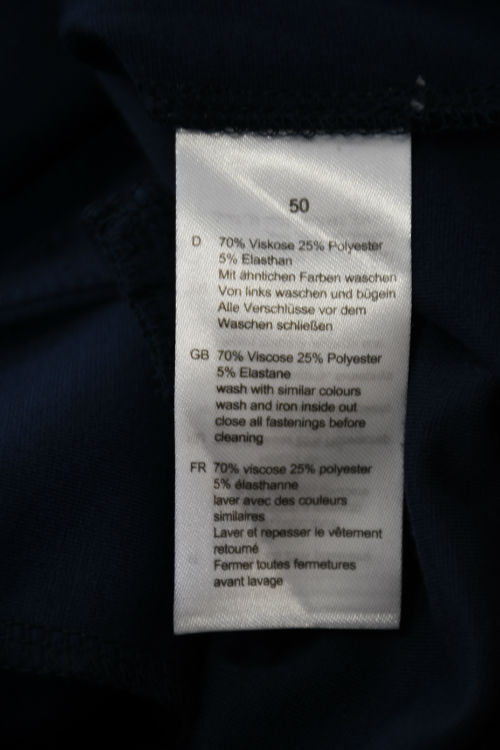 50
D 70% Viskose 25% Polyester
5% Elasthan
Mit ähnlichen Farben waschen
Von links waschen und bügeln
Alle Verschlüsse vor dem
Waschen schließen
GB 70% Viscose 25% Polyester
5% Elastane
wash with similar colours
wash and iron inside out
close all fastenings before
cleaning
FR 70% viscose 25% polyester
5% élasthanne
laver avec des couleurs
similaires
Laver et repasser le vêtement
retourné
Fermer toutes fermetures
avant lavage